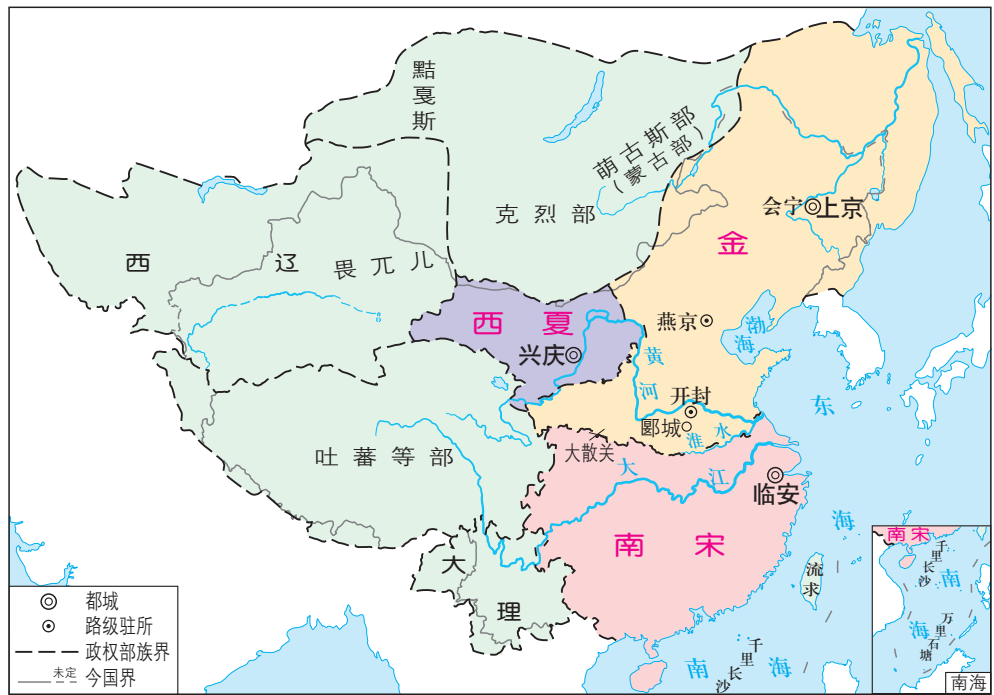 黠戛斯
萌古斯部
(蒙古部)
克烈部
会宁
上京
金
西
辽
畏兀儿
西夏
兴庆
燕京
渤海
黄河
开封
郾城
淮水
东
大散关
吐蕃等部
大
江
临安
南宋
海
大
理
流求
南
海
千里长沙
南宋
千里长沙
南
海
万里石塘
南海
都城
路级驻所
政权部族界
未定
今国界